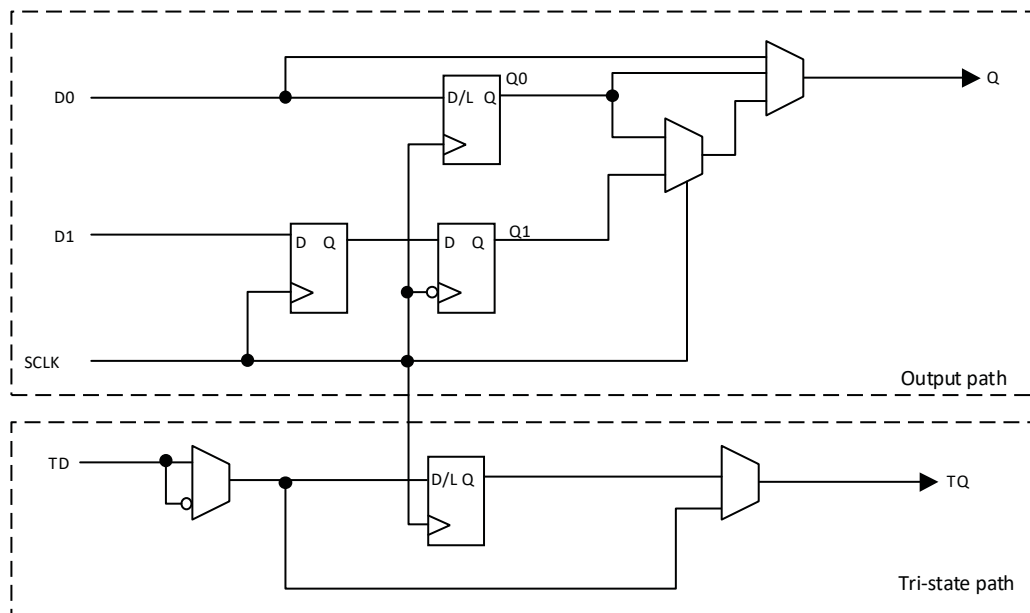 D0
D/L Q
Q0
Q
D1
D Q
D Q
Q1
SCLK
Output path
TD
D/L Q
TQ
Tri-state path